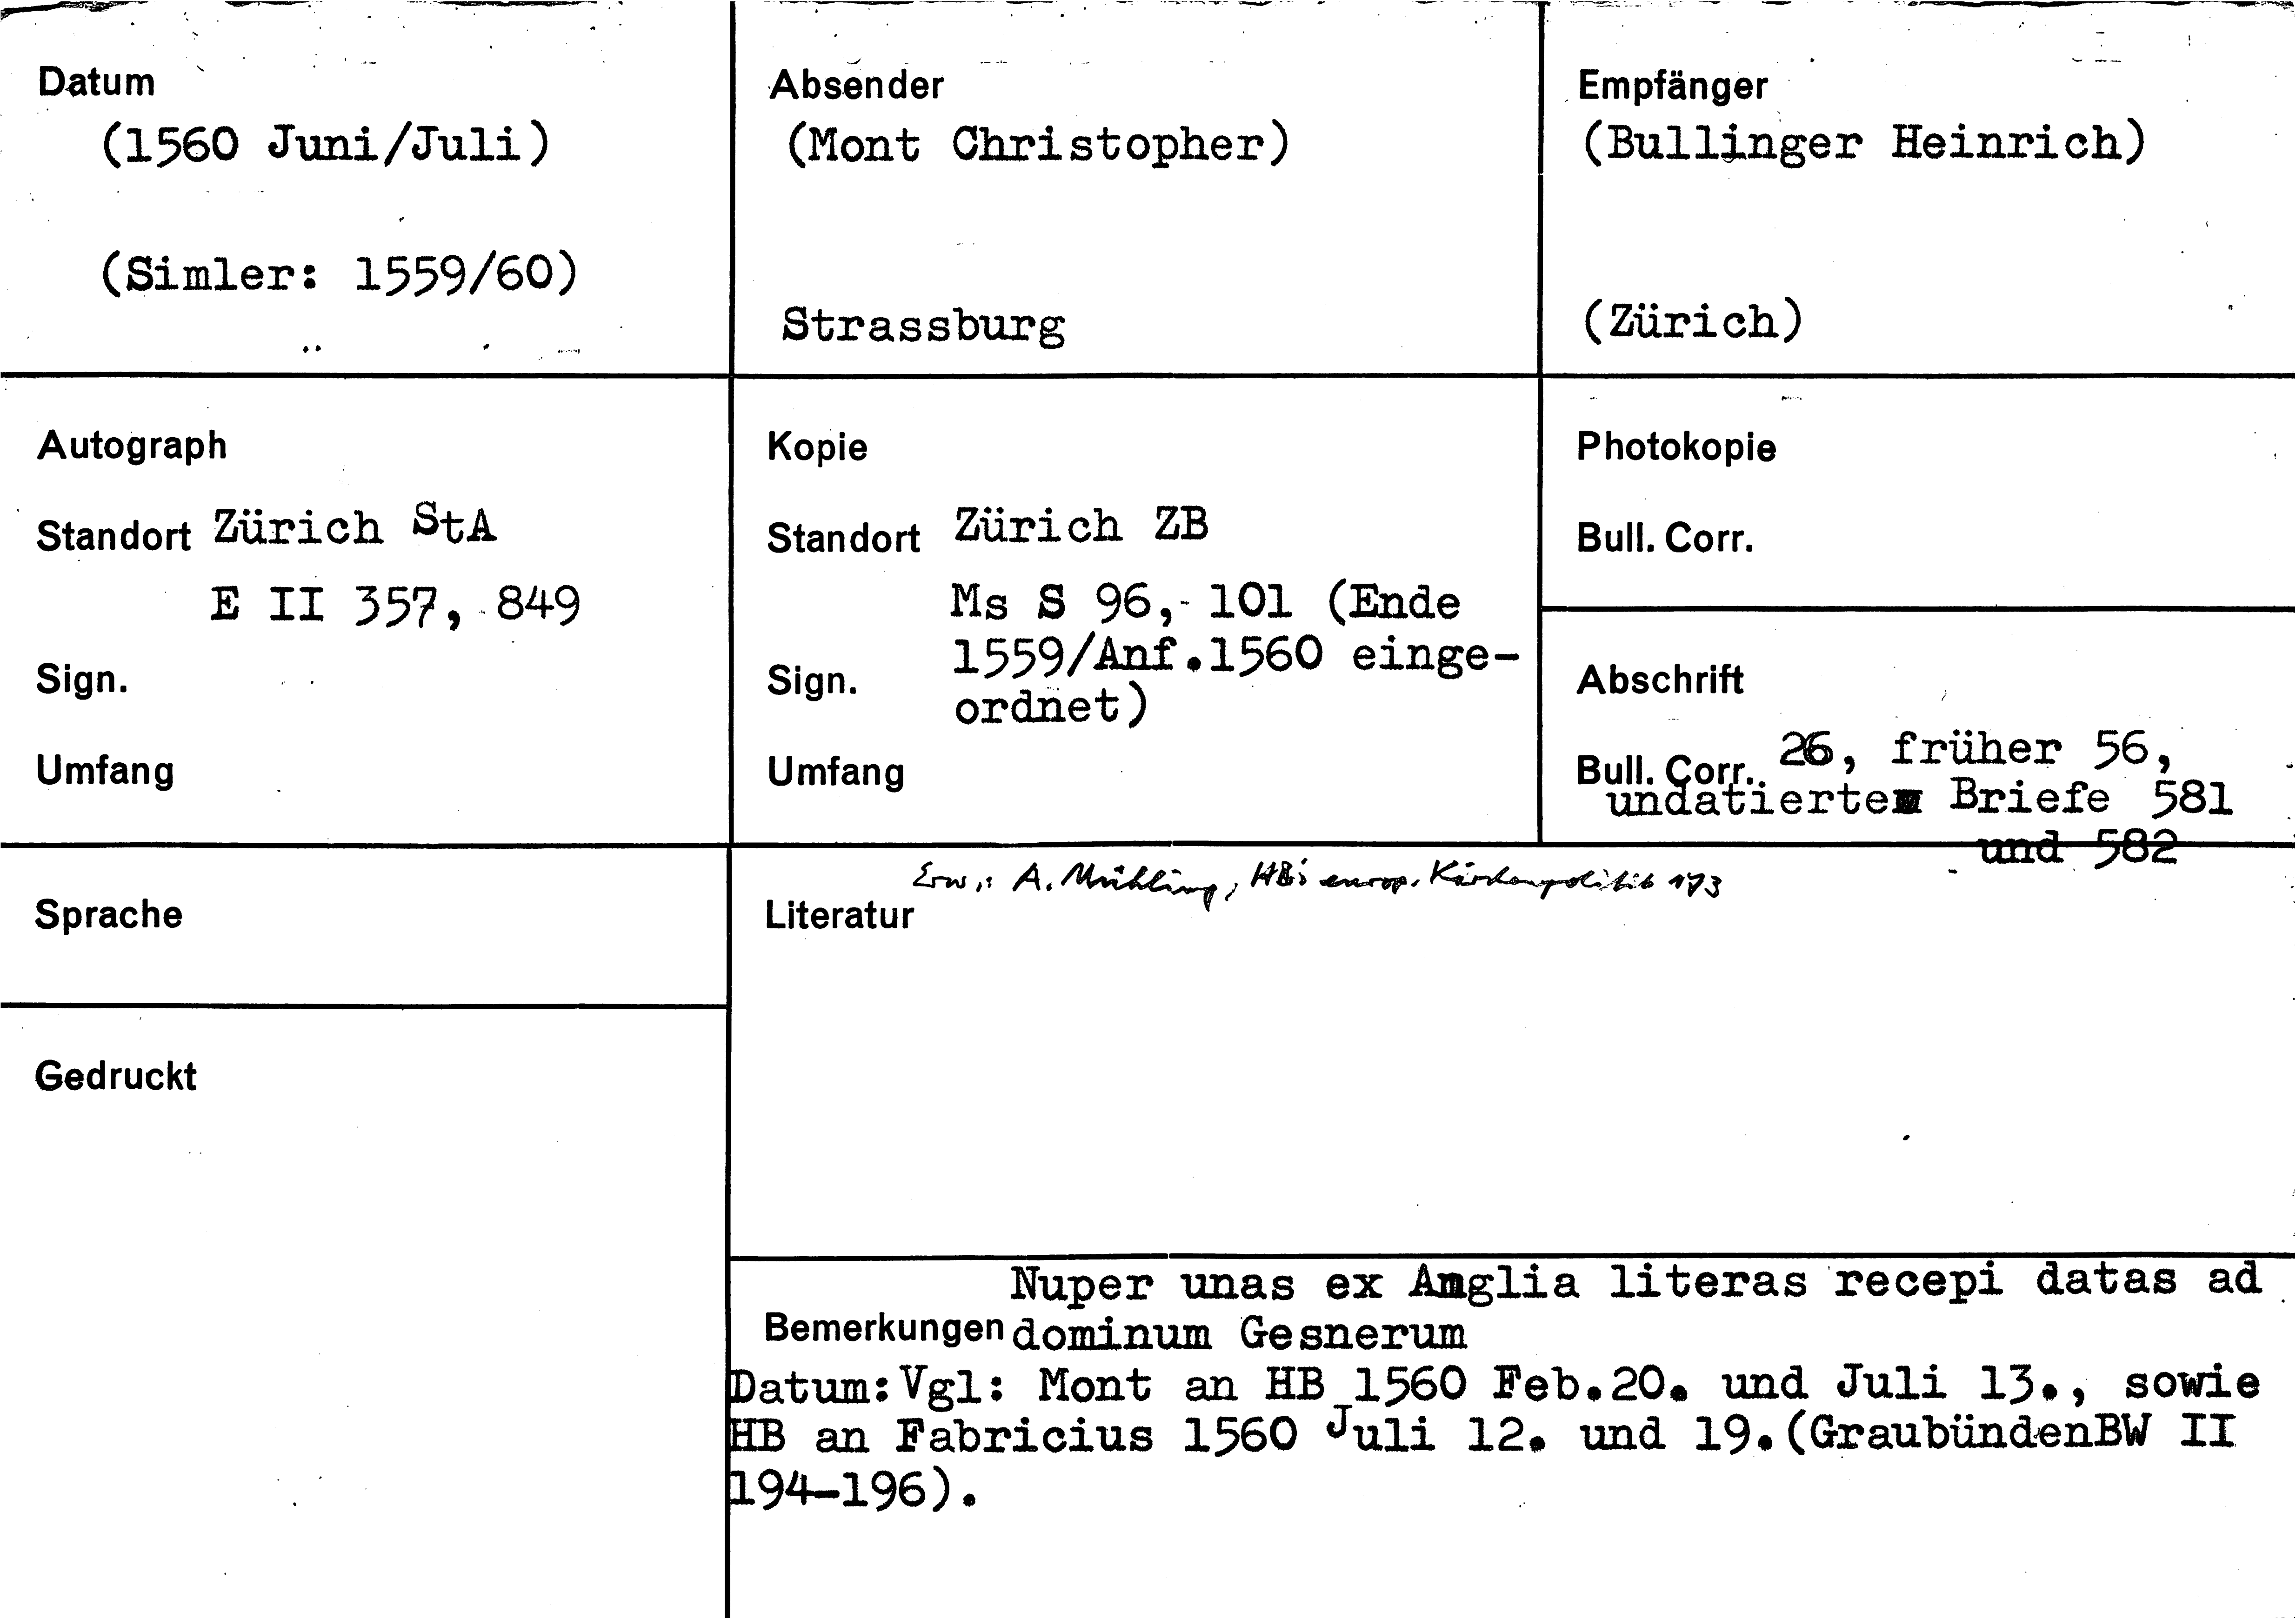 Datum
(1560 Juni/Juli)
(Simler: 1559/60)
Absender
(Mont Christopher)
Strassburg
Empfänger
(Bullinger Heinrich)
(Zürich)
Autograph
Standort Zürich StA
E II 357, 849
Sign.
Umfang
Kopie
Standort Zürich ZB
Ms S 96, 101 (Ende
1559/Anf.1560 einge-
Sign.
ordnet)
Umfang
Photokopie
Bull. Corr.
Abschrift
Bull. Corr. 26, früher 56,
undatierte Briefe 581
und 582
Sprache
Erw.: A. Mühling, HB's europ. Kirchenpolitik 173
Literatur
Gedruckt
Nuper unas ex Anglia literas recepi datas ad
Bemerkungen dominum Gesnerum
Datum: Vgl: Mont an HB 1560 Feb.20. und Juli 13., sowie
HB an Fabricius 1560 Juli 12. und 19.(GraubündenBW II
194-196).